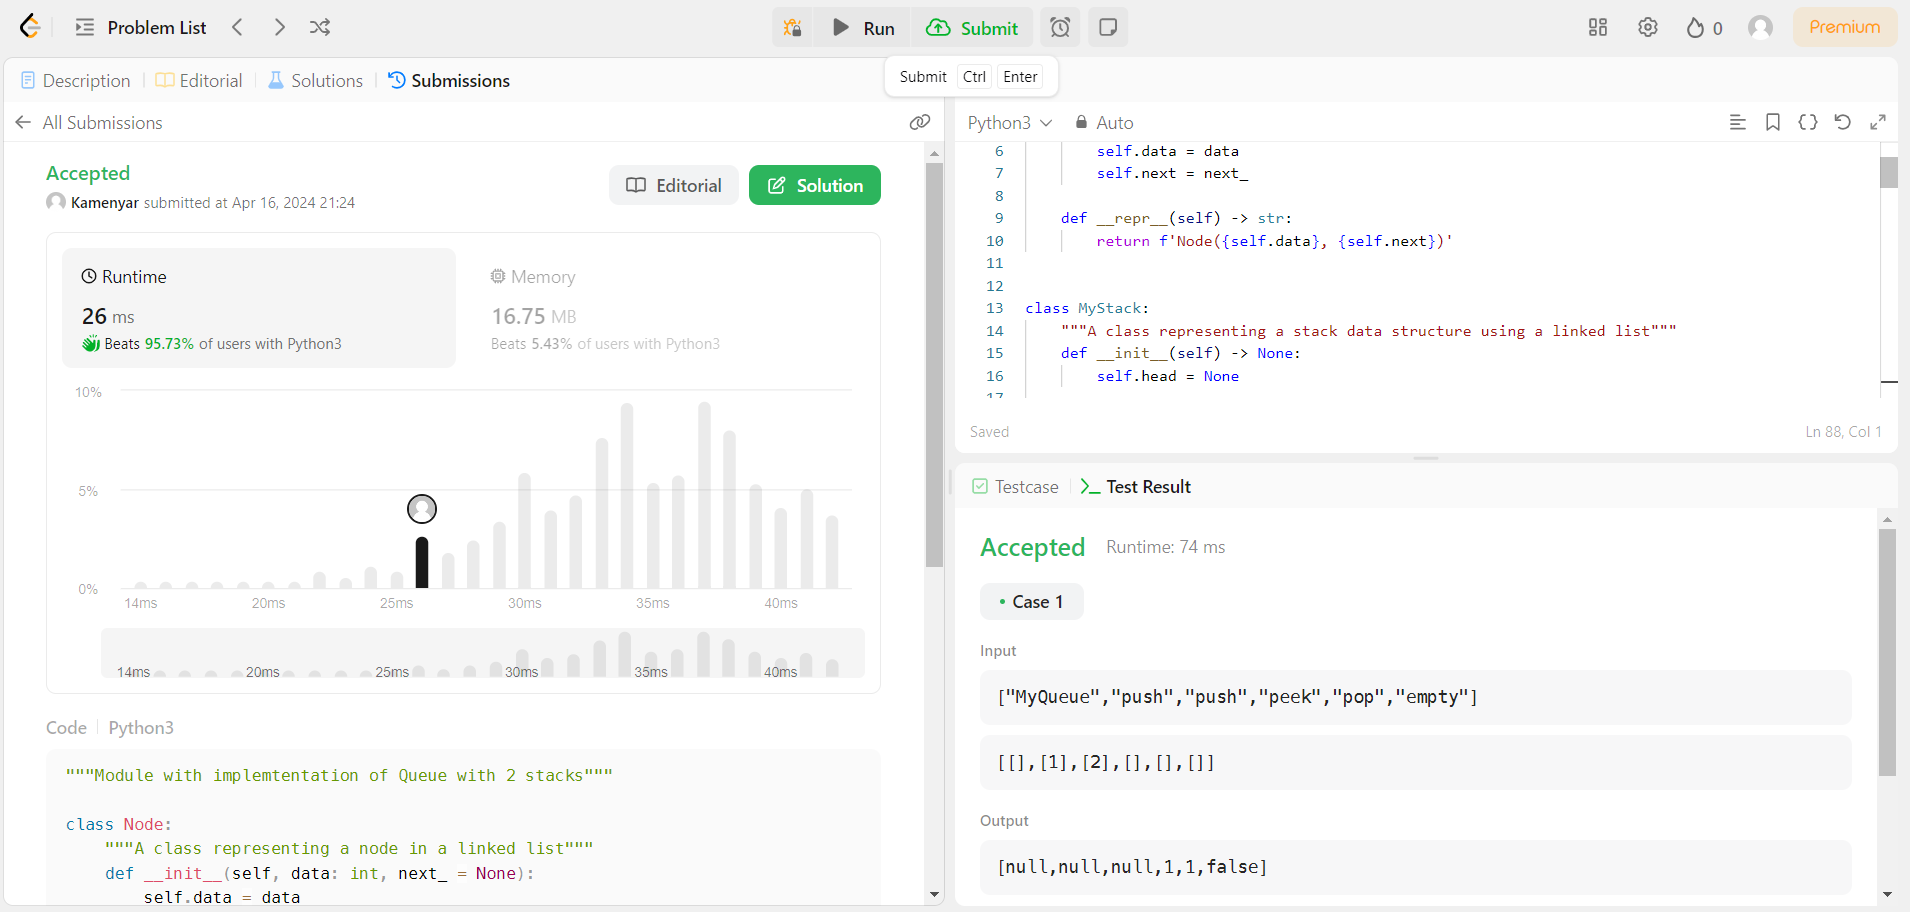 Problem List
Run
Submit
0
Premium
Description
Editorial
Solutions
Submissions
Submit Ctrl Enter
All Submissions
Accepted
Kamenyar submitted at Apr 16, 2024 21:24
Editorial
Solution
Runtime
26 ms
Beats 95.73% of users with Python3
Memory
16.75 MB
Beats 5.43% of users with Python3
10%
5%
0%
14ms 20ms 25ms 30ms 35ms 40ms
14ms 20ms 25ms 30ms 35ms 40ms
Code Python3
"""Module with implemtentation of Queue with 2 stacks"""
class Node:
"""A class representing a node in a linked list"""
def __init__(self, data: int, next_ = None):
self.data = data
Python3 Auto
6 self.data = data
7 self.next = next_
8
9 def __repr__(self) -> str:
10 return f'Node({self.data}, {self.next})'
11
12
13 class MyStack:
14 """A class representing a stack data structure using a linked list"""
15 def __init__(self) -> None:
16 self.head = None
17
Saved
Ln 88, Col 1
Testcase
Test Result
Accepted Runtime: 74 ms
Case 1
Input
["MyQueue","push","push","peek","pop","empty"]
[[],[1],[2],[],[],[]]
Output
[null,null,null,1,1,false]